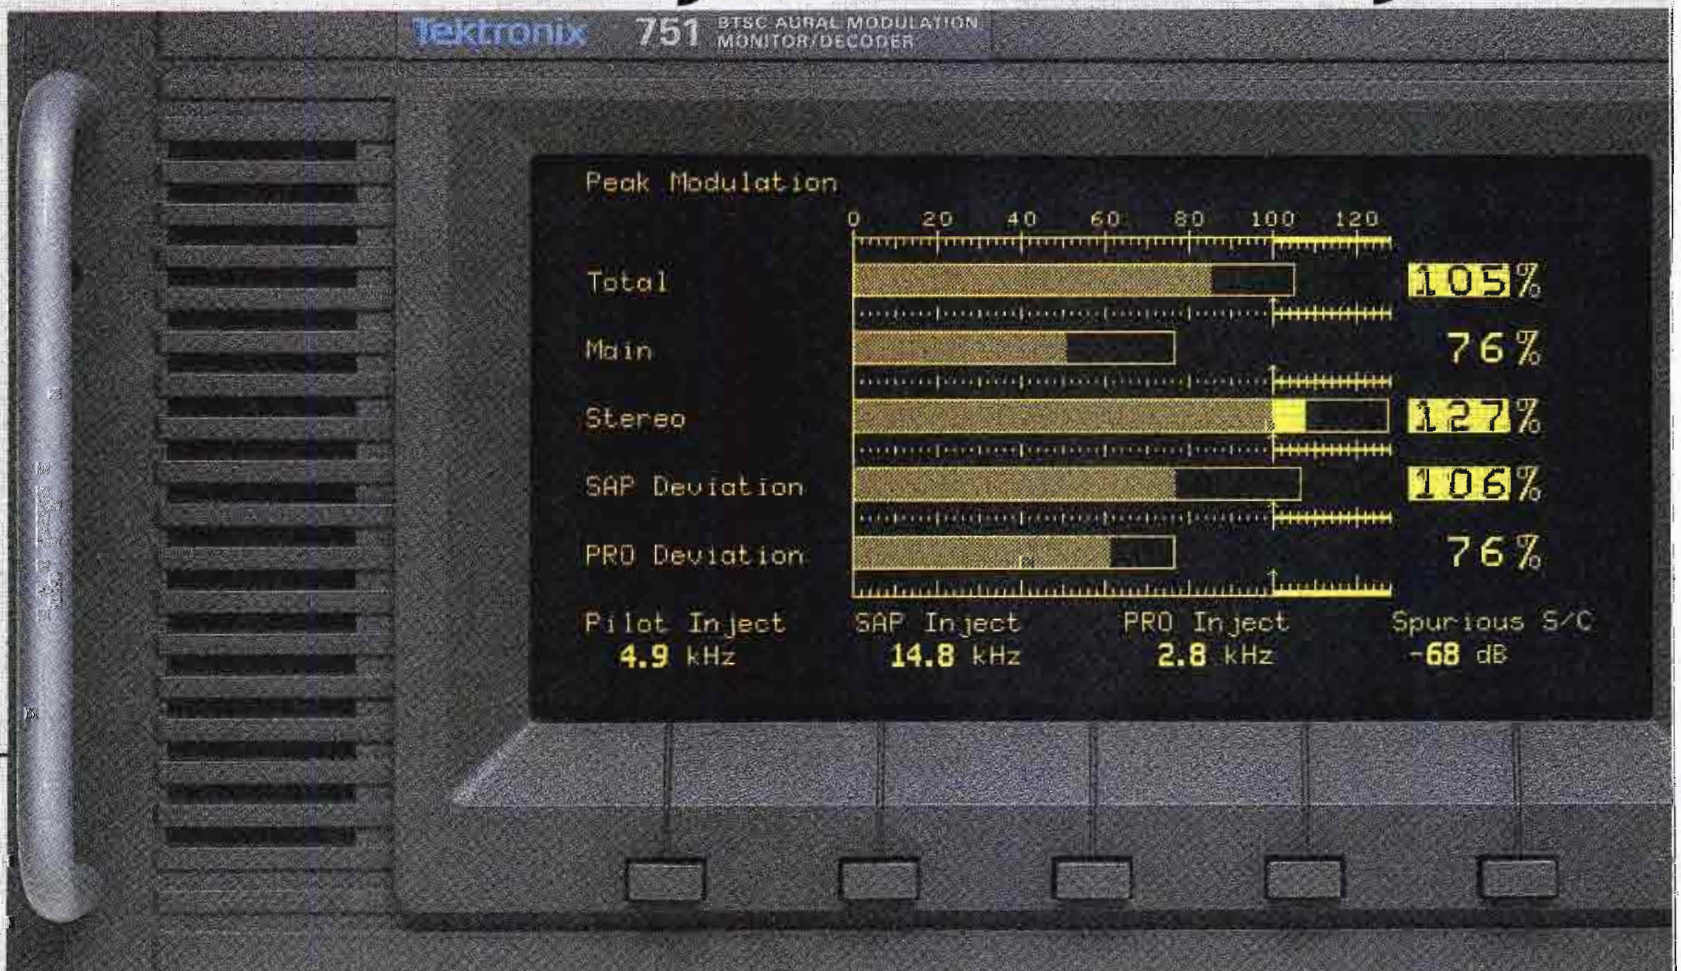 Tektronix 751 BTSC AURAL MODULATION
MONITOR/DECODER
Peak Modulation
0 20 40 60 80 100 120
Total 105%
Main 76%
Stereo 127%
SAP Deviation 106%
PRO Deviation 76%
Pilot Inject SAP Inject PRO Inject Spurious S/C
4.9 kHz 14.8 kHz 2.8 kHz -68 dB